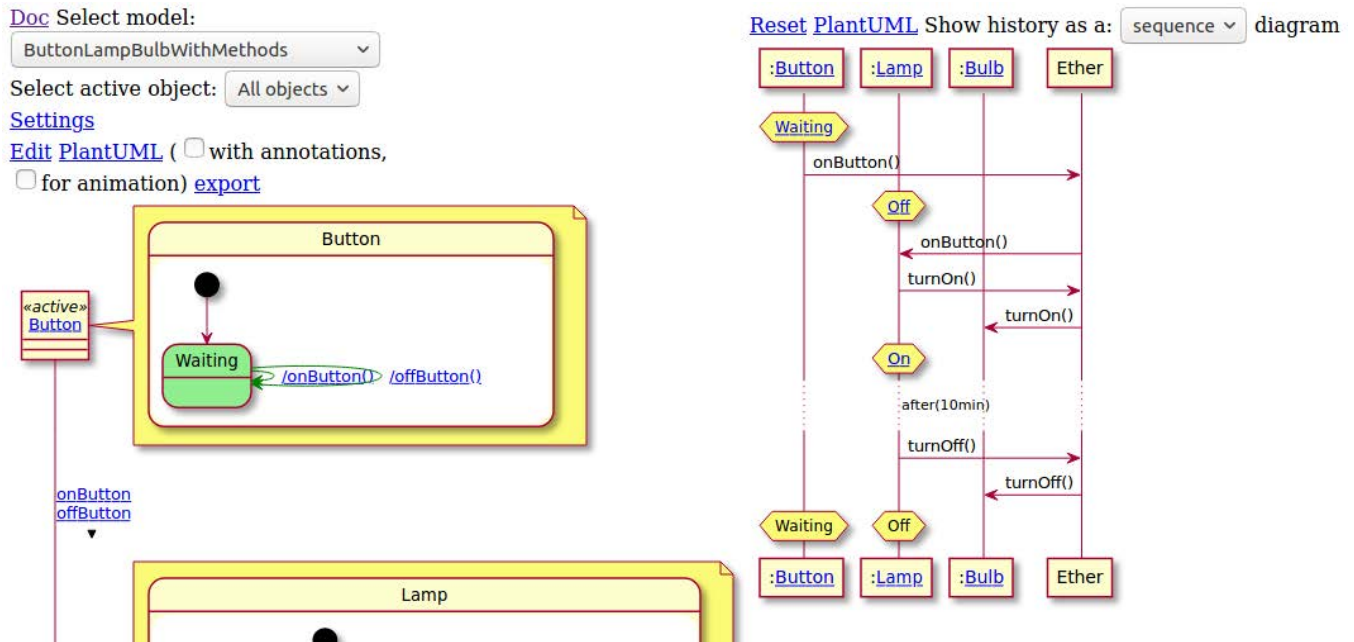 Doc Select model:
ButtonLampBulbWithMethods
Select active object: All objects
Settings
Edit PlantUML ( with annotations,
for animation) export
Button
«active»
Button
Waiting
/onButton() /offButton()
onButton
offButton
Lamp
Reset PlantUML Show history as a: sequence diagram
:Button :Lamp :Bulb Ether
Waiting
onButton()
Off
onButton()
turnOn()
turnOn()
On
after(10min)
turnOff()
turnOff()
Waiting Off
:Button :Lamp :Bulb Ether